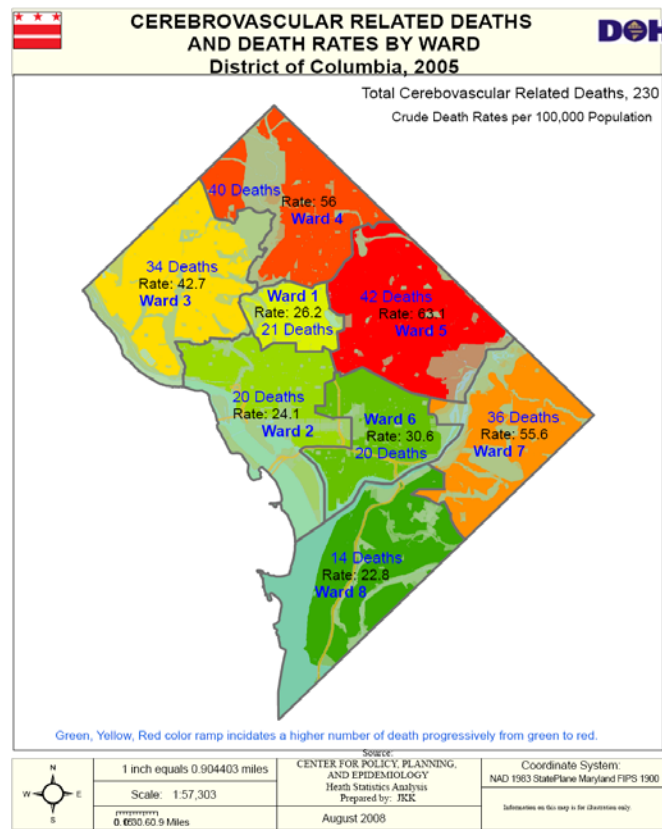 CEREBROVASCULAR RELATED DEATHS
AND DEATH RATES BY WARD
District of Columbia, 2005
DOH
Total Cerebovascular Related Deaths, 230
Crude Death Rates per 100,000 Population
40 Deaths
Rate: 56
Ward 4
34 Deaths
Rate: 42.7
Ward 3
Ward 1
Rate: 26.2
21 Deaths
42 Deaths
Rate: 63.1
Ward 5
20 Deaths
Rate: 24.1
Ward 2
Ward 6
Rate: 30.6
20 Deaths
36 Deaths
Rate: 55.6
Ward 7
14 Deaths
Rate: 22.8
Ward 8
Green, Yellow, Red color ramp incidates a higher number of death progressively from green to red.
N
W E
S
1 inch equals 0.904403 miles
Scale: 1:57,303
Miles
Source:
CENTER FOR POLICY, PLANNING,
AND EPIDEMIOLOGY
Heath Statistics Analysis
Prepared by: JKK
August 2008
Coordinate System:
NAD 1983 StatePlane Maryland FIPS 1900
Information on this map is for illustration only.